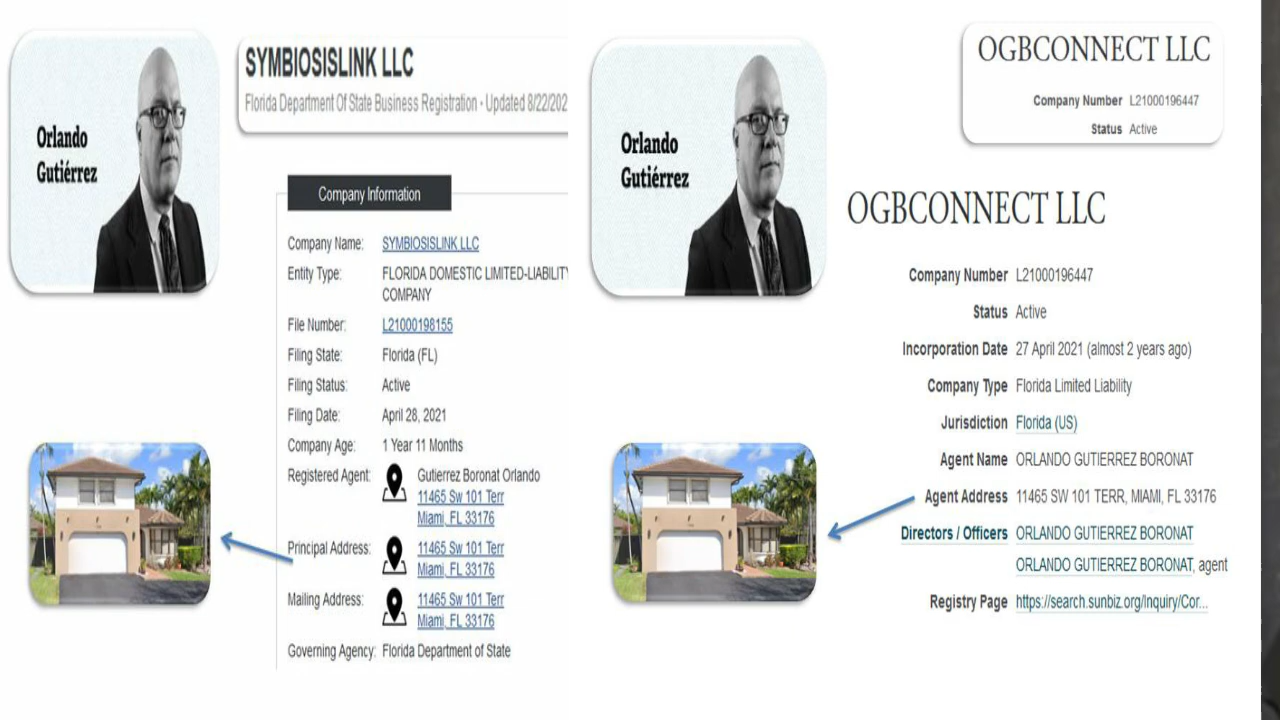 Orlando
Gutiérrez
SYMBIOSISLINK LLC
Florida Department Of State Business Registration • Updated 8/22/202
Company Information
Company Name: SYMBIOSISLINK LLC
Entity Type: FLORIDA DOMESTIC LIMITED-LIABILITY
COMPANY
File Number: L21000198155
Filing State: Florida (FL)
Filing Status: Active
Filing Date: April 28, 2021
Company Age: 1 Year 11 Months
Registered Agent: Gutierrez Boronat Orlando
11465 Sw 101 Terr
Miami, FL 33176
Principal Address: 11465 Sw 101 Terr
Miami, FL 33176
Mailing Address: 11465 Sw 101 Terr
Miami, FL 33176
Governing Agency: Florida Department of State
Orlando
Gutiérrez
OGBCONNECT LLC
Company Number L21000196447
Status Active
OGBCONNECT LLC
Company Number L21000196447
Status Active
Incorporation Date 27 April 2021 (almost 2 years ago)
Company Type Florida Limited Liability
Jurisdiction Florida (US)
Agent Name ORLANDO GUTIERREZ BORONAT
Agent Address 11465 SW 101 TERR, MIAMI, FL 33176
Directors / Officers ORLANDO GUTIERREZ BORONAT
ORLANDO GUTIERREZ BORONAT, agent
Registry Page https://search.sunbiz.org/Inquiry/Cor...